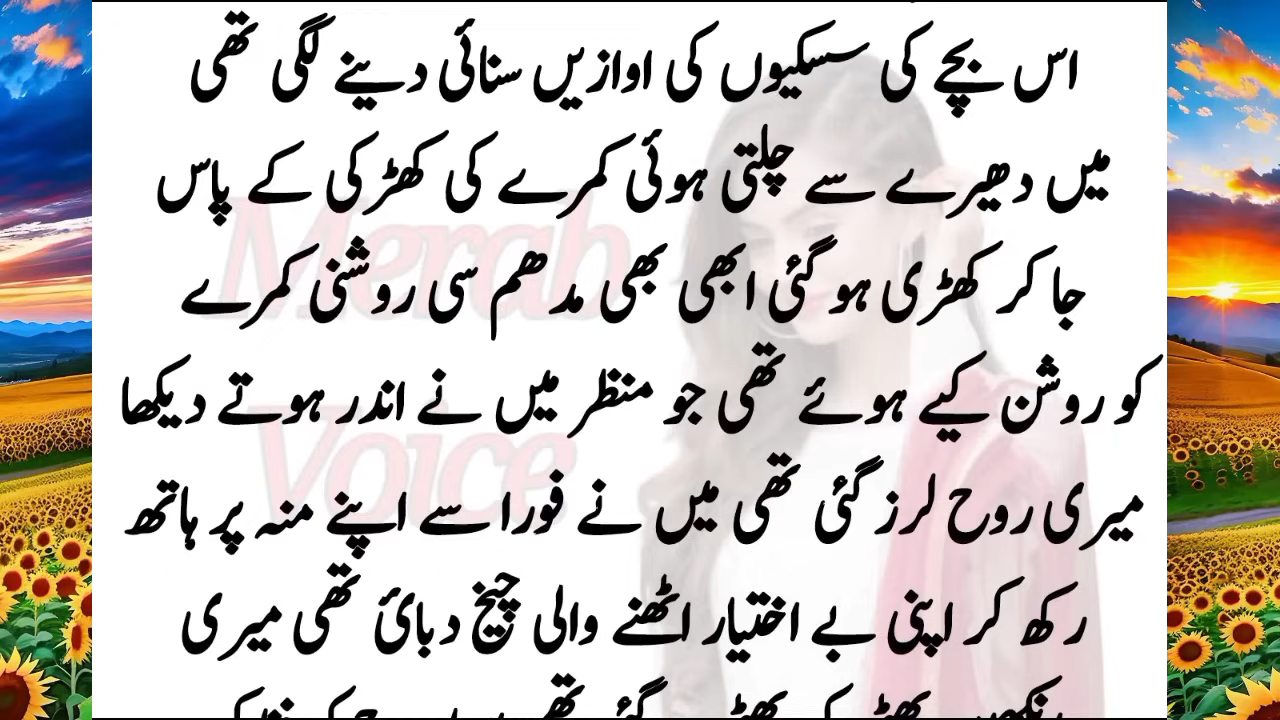 اس بچے کی سسکیوں کی اوازیں سنائی دینے لگی تھی
میں دھیرے سے چلتی ہوئی کمرے کی کھڑکی کے پاس
جا کر کھڑی ہو گئی ابھی بھی مدھم سی روشنی کمرے
کو روشن کیے ہوئے تھی جو منظر میں نے اندر ہوتے دیکھا
میری روح لرز گئی تھی میں نے فورا سے اپنے منہ پر ہاتھ
رکھ کر اپنی بے اختیار اٹھنے والی چیخ دبائ تھی میری
Merab
Voice